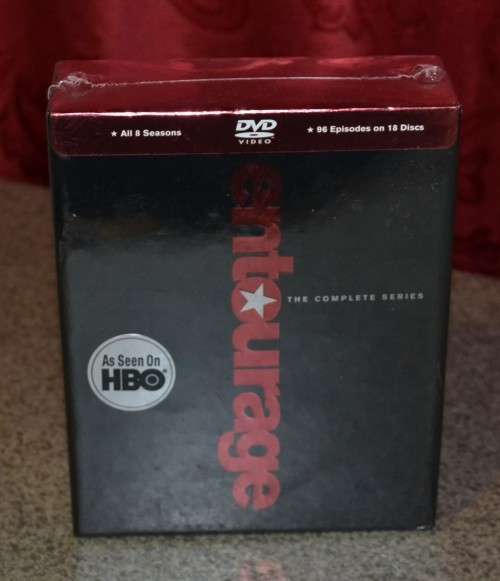 ★ All 8 Seasons
DVD
VIDEO
★ 96 Episodes on 18 Discs
entourage
THE COMPLETE SERIES
As Seen On
HBO®